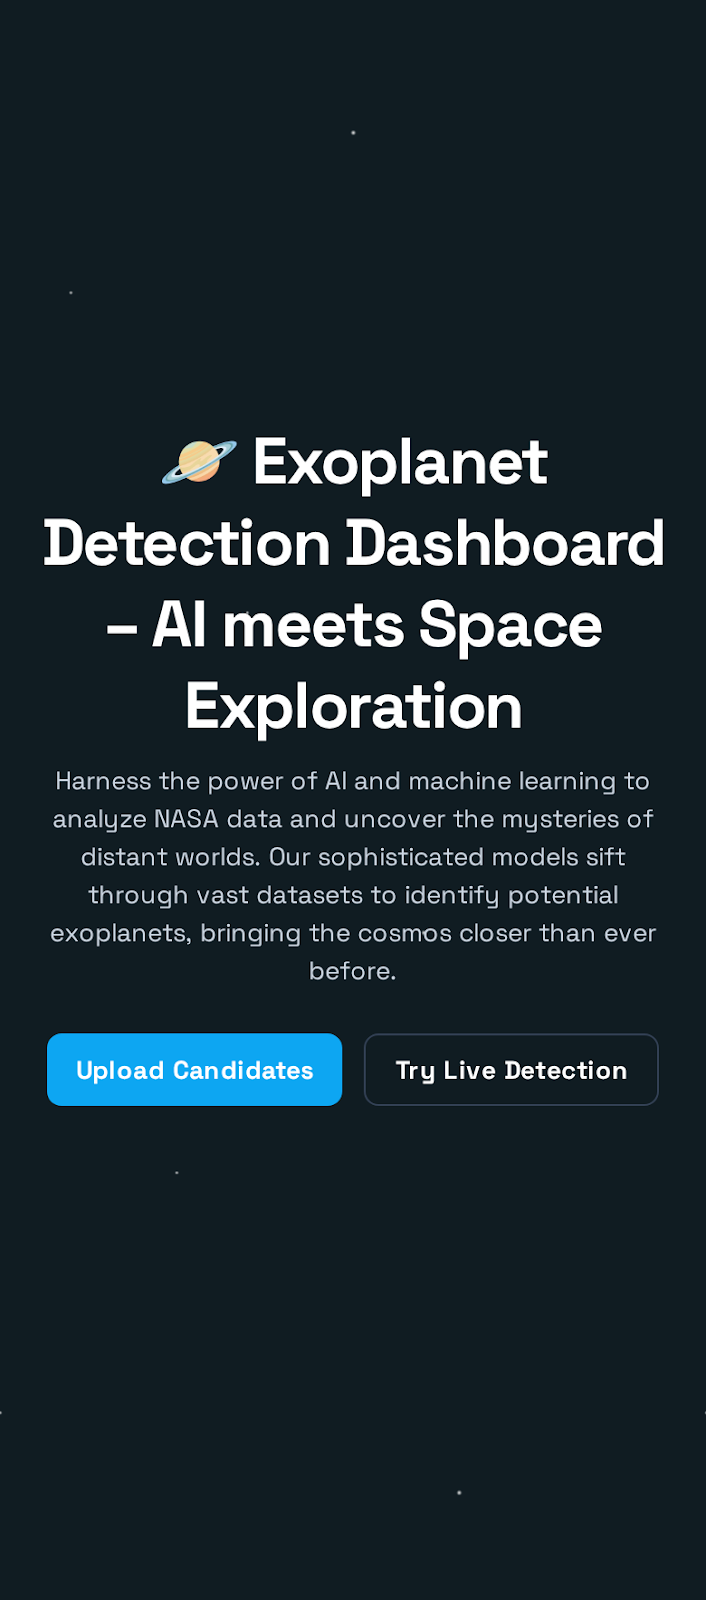 🪐 Exoplanet
Detection Dashboard
– AI meets Space
Exploration
Harness the power of AI and machine learning to
analyze NASA data and uncover the mysteries of
distant worlds. Our sophisticated models sift
through vast datasets to identify potential
exoplanets, bringing the cosmos closer than ever
before.
Upload Candidates
Try Live Detection